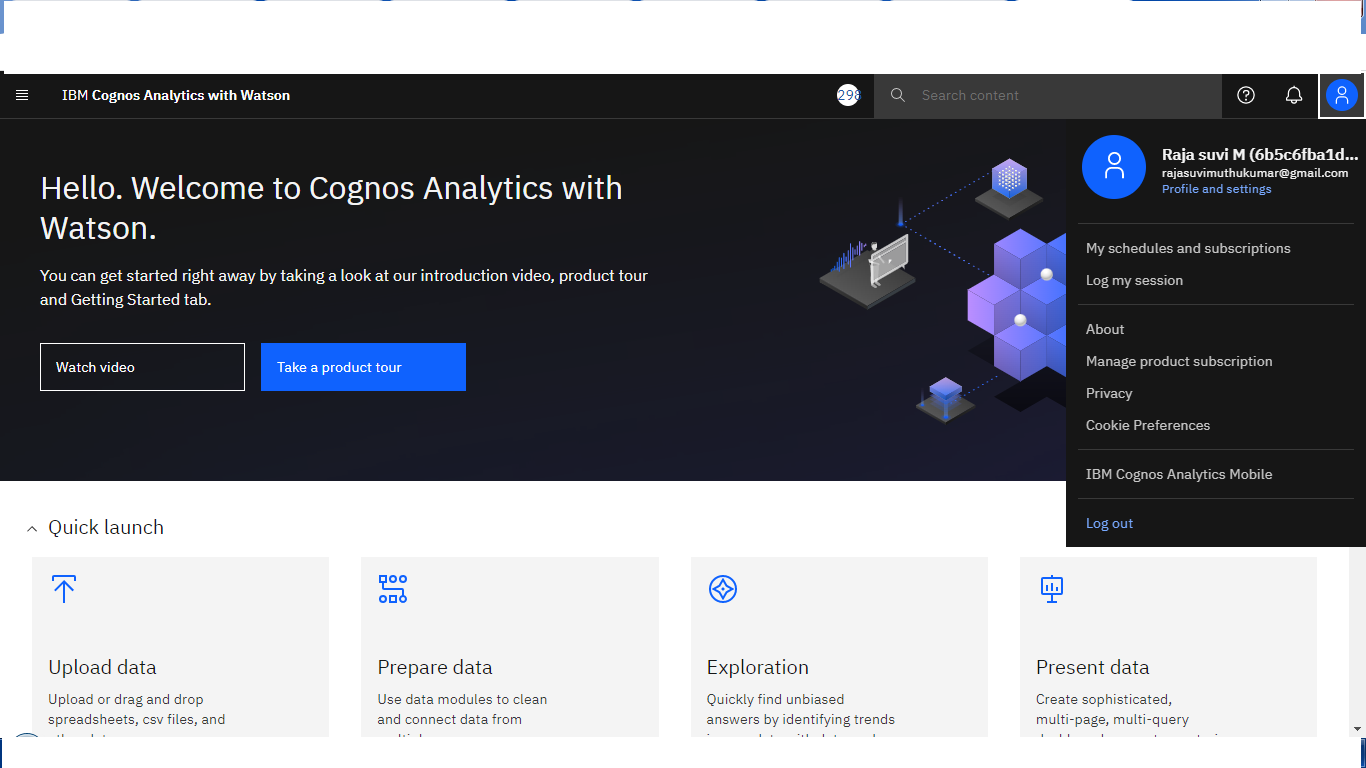 IBM Cognos Analytics with Watson
298
Search content
Hello. Welcome to Cognos Analytics with
Watson.
You can get started right away by taking a look at our introduction video, product tour
and Getting Started tab.
Watch video
Take a product tour
Raja suvi M (6b5c6fba1d...
rajasuvimuthukumar@gmail.com
Profile and settings
My schedules and subscriptions
Log my session
About
Manage product subscription
Privacy
Cookie Preferences
IBM Cognos Analytics Mobile
Log out
Quick launch
Upload data
Upload or drag and drop
spreadsheets, csv files, and
Prepare data
Use data modules to clean
and connect data from
Exploration
Quickly find unbiased
answers by identifying trends
Present data
Create sophisticated,
multi-page, multi-query